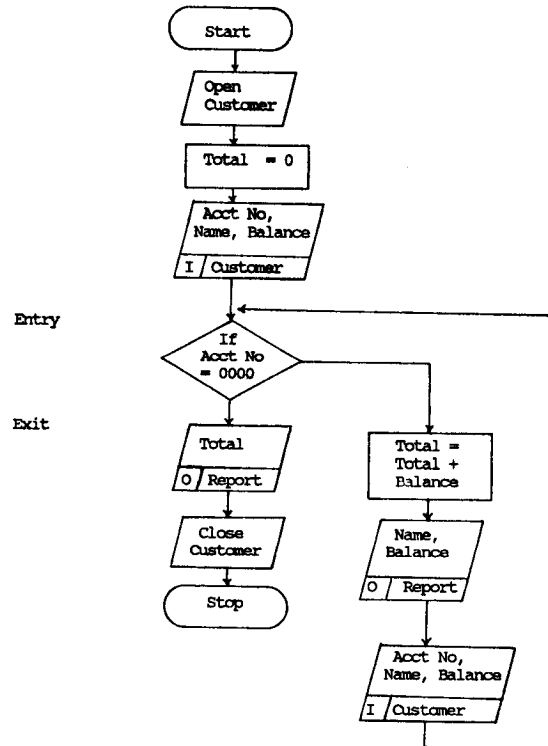 Start
Open
Customer
Total = 0
Acct No,
Name, Balance
I Customer
Entry
If
Acct No
= 0000
Exit
Total
O Report
Close
Customer
Stop
Total =
Total +
Balance
Name,
Balance
O Report
Acct No,
Name, Balance
I Customer